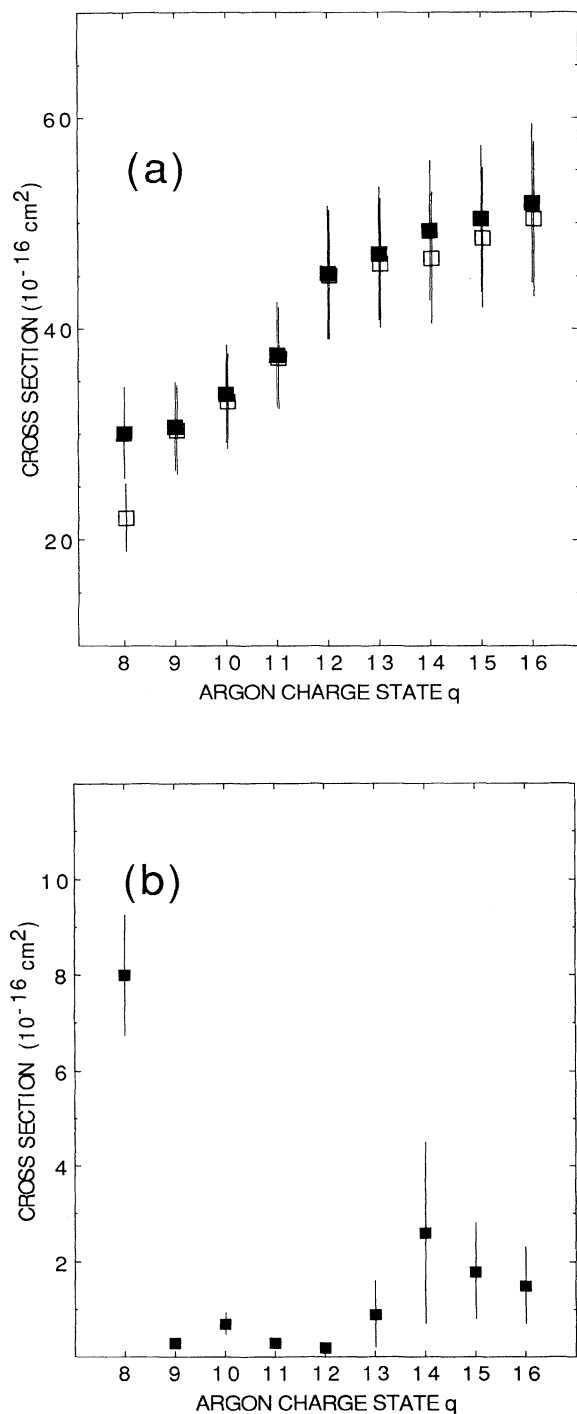 (a)
60
40
20
CROSS SECTION (10-16 cm2)
8 9 10 11 12 13 14 15 16
ARGON CHARGE STATE q
(b)
10
8
6
4
2
CROSS SECTION (10-16 cm2)
8 9 10 11 12 13 14 15 16
ARGON CHARGE STATE q